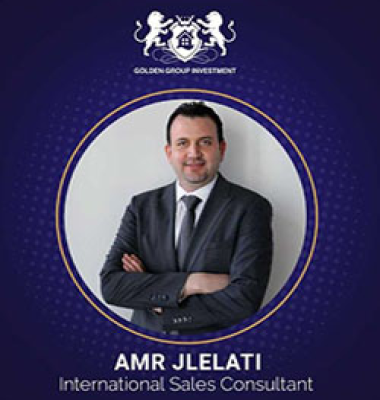 GOLDEN GROUP INVESTMENT
AMR JLELATI
International Sales Consultant